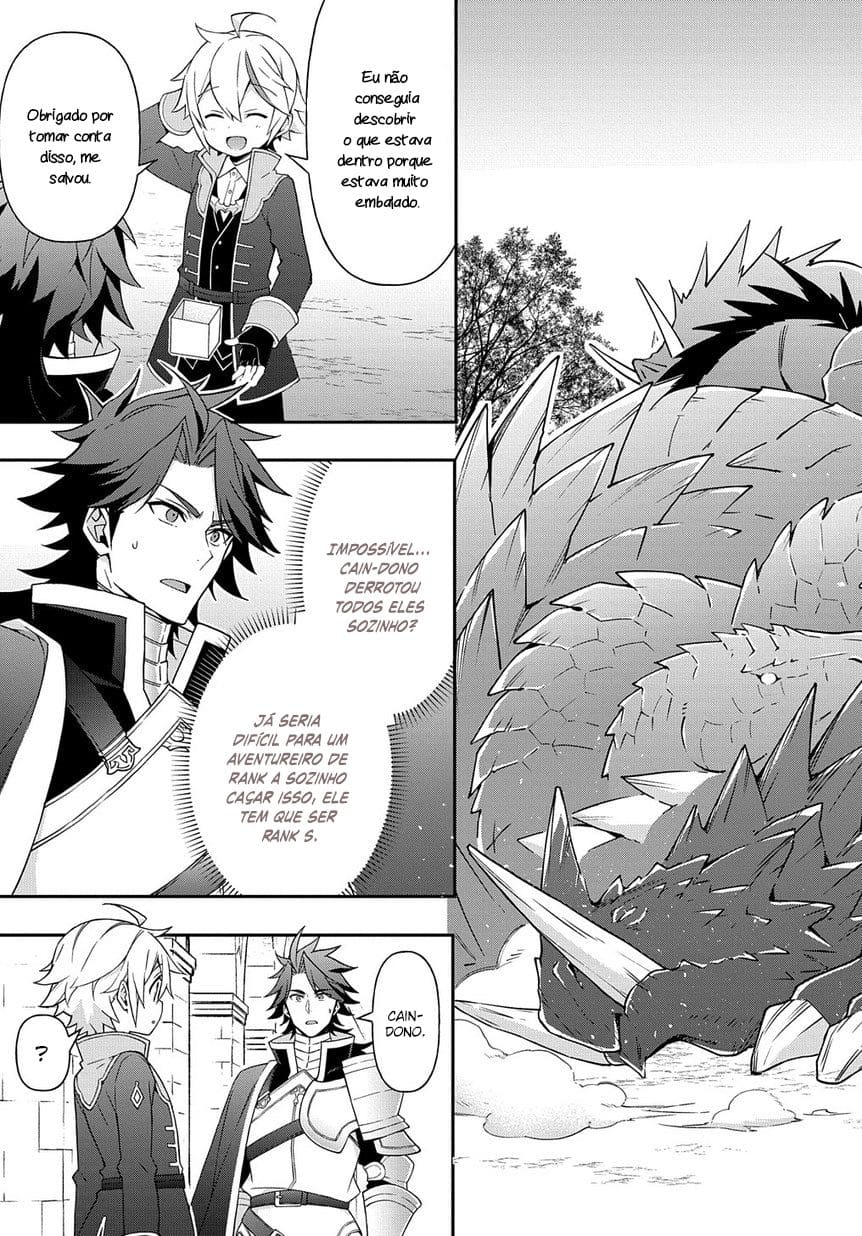 Eu não
conseguia
descobrir
o que estava
dentro porque
estava muito
embalado.
Obrigado por
tomar conta
disso, me
salvou.
IMPOSSÍVEL...
CAIN-DONO
DERROTOU
TODOS ELES
SOZINHO?
JÁ SERIA
DIFÍCIL PARA UM
AVENTUREIRO DE
RANK A SOZINHO
CAÇAR ISSO, ELE
TEM QUE SER
RANK S.
CAIN-
DONO.
?